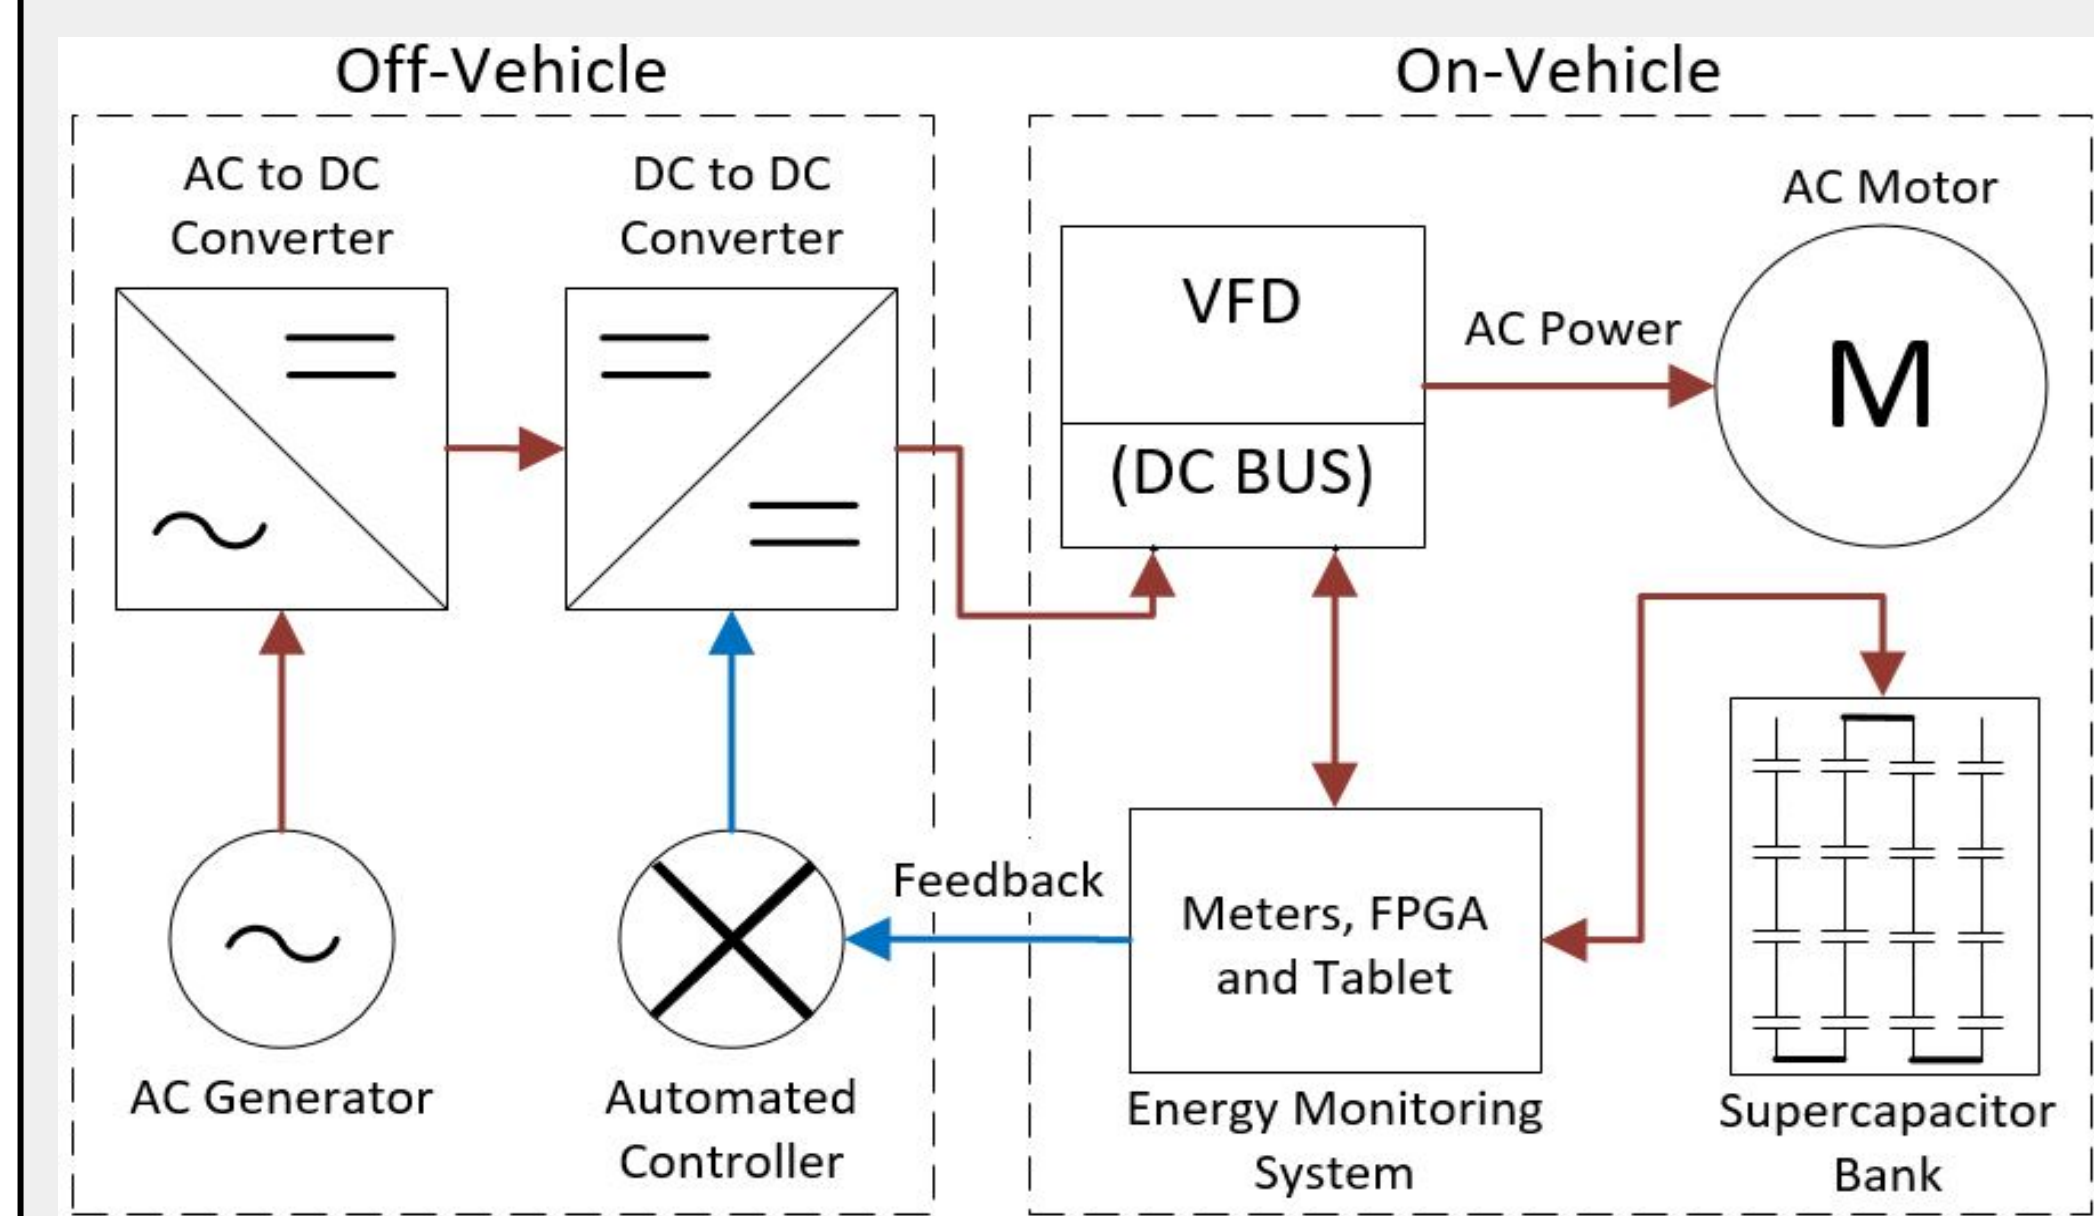 Off-Vehicle
On-Vehicle
AC to DC
Converter
DC to DC
Converter
AC Motor
VFD
(DC BUS)
AC Power
M
Feedback
Meters, FPGA
and Tablet
AC Generator
Automated
Controller
Energy Monitoring
System
Supercapacitor
Bank